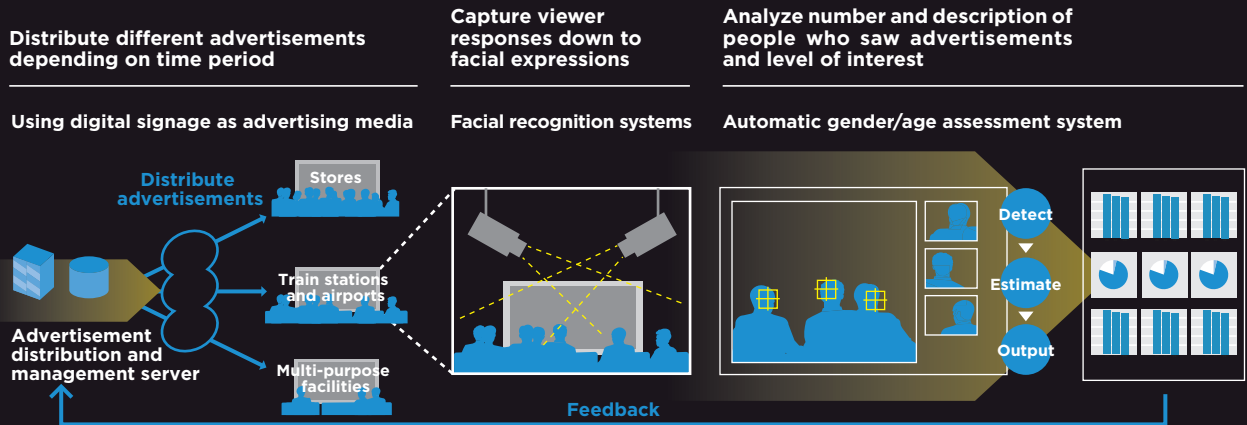 Distribute different advertisements
depending on time period
Capture viewer
responses down to
facial expressions
Analyze number and description of
people who saw advertisements
and level of interest
Using digital signage as advertising media
Facial recognition systems
Automatic gender/age assessment system
Distribute
advertisements
Stores
Train stations
and airports
Multi-purpose
facilities
Advertisement
distribution and
management server
Detect
Estimate
Output
Feedback